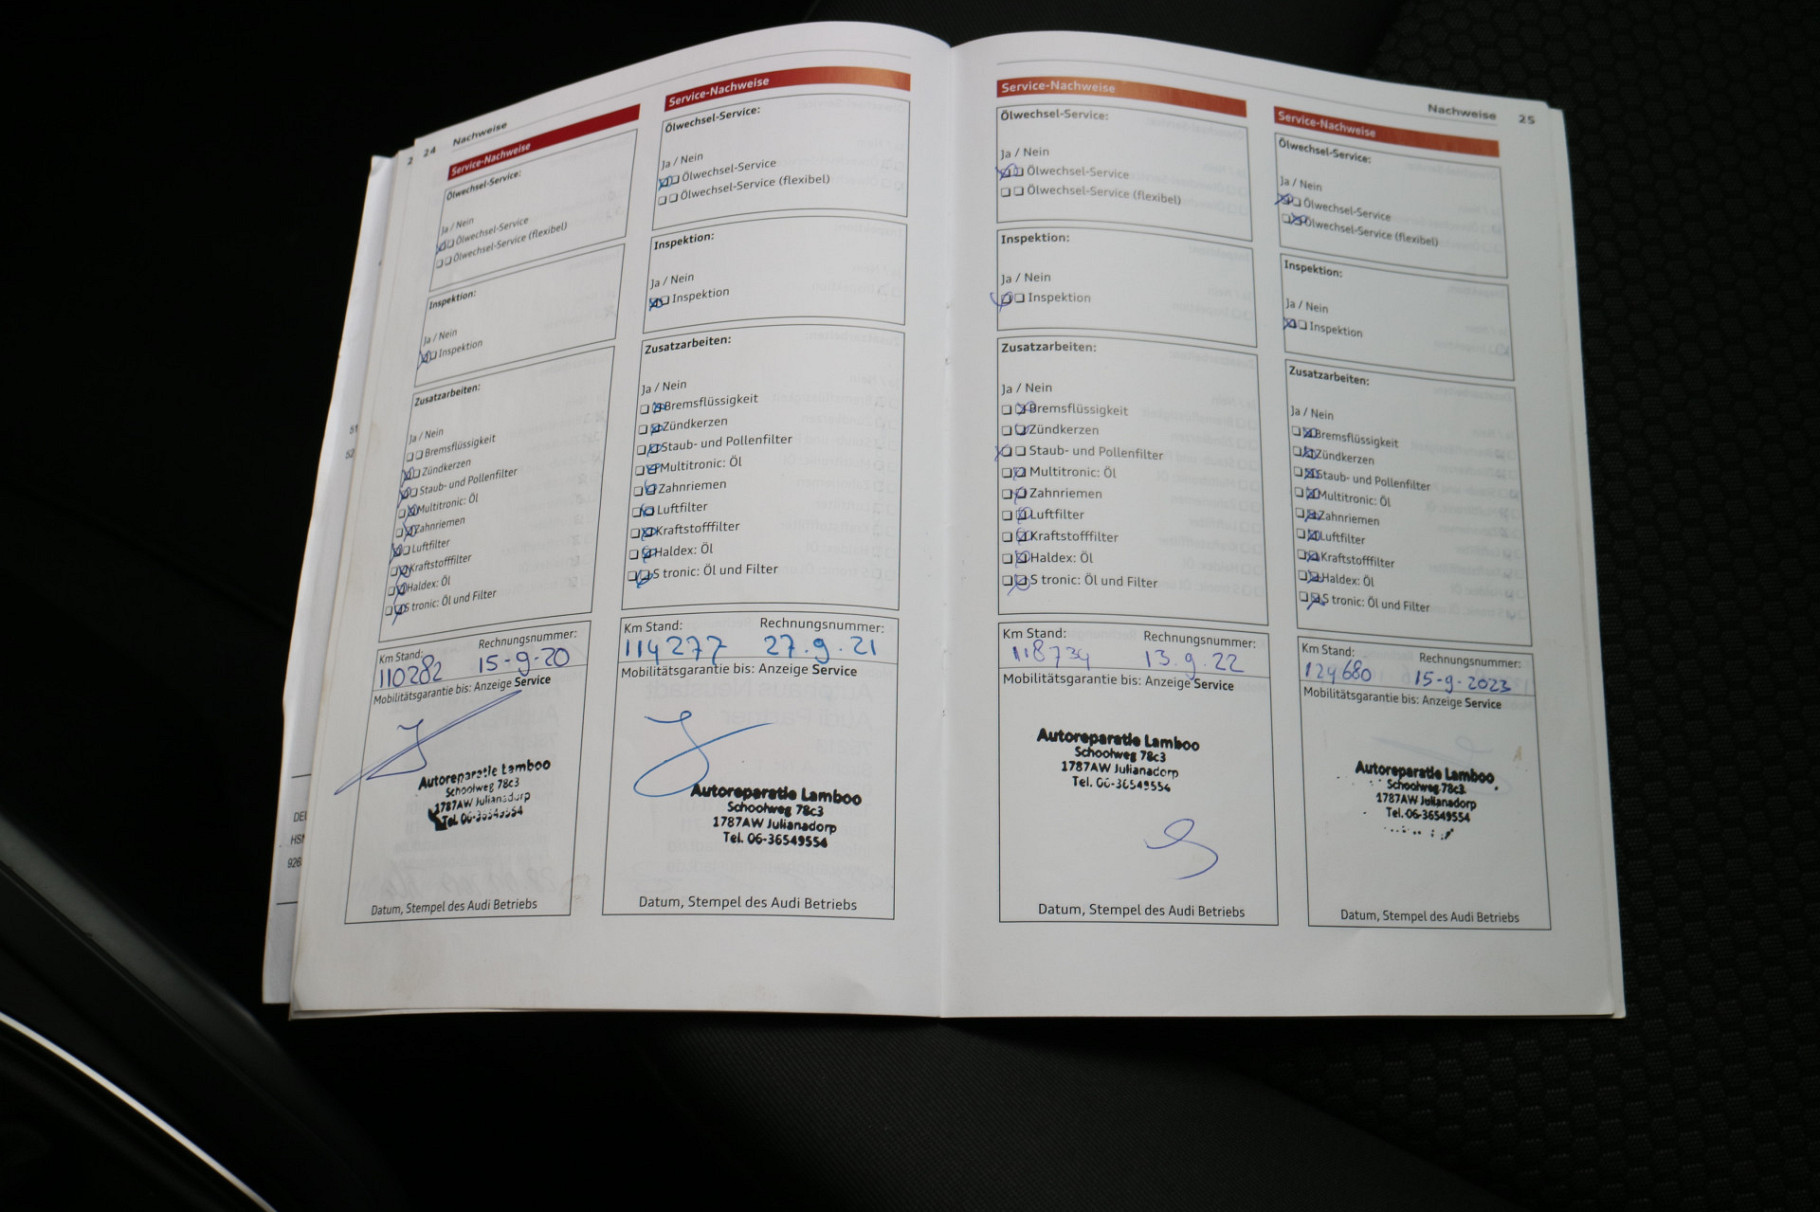 2 24 Nachweise
Service-Nachweise
Ölwechsel-Service:
Ja / Nein
Ölwechsel-Service
Ölwechsel-Service (flexibel)
Inspektion:
Ja / Nein
Inspektion
Zusatzarbeiten:
Ja / Nein
Bremsflüssigkeit
Zündkerzen
Staub- und Pollenfilter
Multitronic: Öl
Zahnriemen
Luftfilter
Kraftstofffilter
Haldex: Öl
S tronic: Öl und Filter
Km Stand: Rechnungsnummer:
110282 15-9-20
Mobilitätsgarantie bis: Anzeige Service
Autoreparatie Lamboo
Schoolweg 78c3
1787AW Julianadorp
Tel. 06-36549554
Datum, Stempel des Audi Betriebs
Service-Nachweise
Ölwechsel-Service:
Ja / Nein
Ölwechsel-Service
Ölwechsel-Service (flexibel)
Inspektion:
Ja / Nein
Inspektion
Zusatzarbeiten:
Ja / Nein
Bremsflüssigkeit
Zündkerzen
Staub- und Pollenfilter
Multitronic: Öl
Zahnriemen
Luftfilter
Kraftstofffilter
Haldex: Öl
S tronic: Öl und Filter
Km Stand: Rechnungsnummer:
114277 27.9.21
Mobilitätsgarantie bis: Anzeige Service
Autoreparatie Lamboo
Schoolweg 78c3
1787AW Julianadorp
Tel. 06-36549554
Datum, Stempel des Audi Betriebs
Nachweise 25
Service-Nachweise
Ölwechsel-Service:
Ja / Nein
Ölwechsel-Service
Ölwechsel-Service (flexibel)
Inspektion:
Ja / Nein
Inspektion
Zusatzarbeiten:
Ja / Nein
Bremsflüssigkeit
Zündkerzen
Staub- und Pollenfilter
Multitronic: Öl
Zahnriemen
Luftfilter
Kraftstofffilter
Haldex: Öl
S tronic: Öl und Filter
Km Stand: Rechnungsnummer:
118734 13.9.22
Mobilitätsgarantie bis: Anzeige Service
Autoreparatie Lamboo
Schoolweg 78c3
1787AW Julianadorp
Tel. 06-36549554
Datum, Stempel des Audi Betriebs
Service-Nachweise
Ölwechsel-Service:
Ja / Nein
Ölwechsel-Service
Ölwechsel-Service (flexibel)
Inspektion:
Ja / Nein
Inspektion
Zusatzarbeiten:
Ja / Nein
Bremsflüssigkeit
Zündkerzen
Staub- und Pollenfilter
Multitronic: Öl
Zahnriemen
Luftfilter
Kraftstofffilter
Haldex: Öl
S tronic: Öl und Filter
Km Stand: Rechnungsnummer:
124680 15-9-2023
Mobilitätsgarantie bis: Anzeige Service
Autoreparatie Lamboo
Schoolweg 78c3
1787AW Julianadorp
Tel. 06-36549554
Datum, Stempel des Audi Betriebs